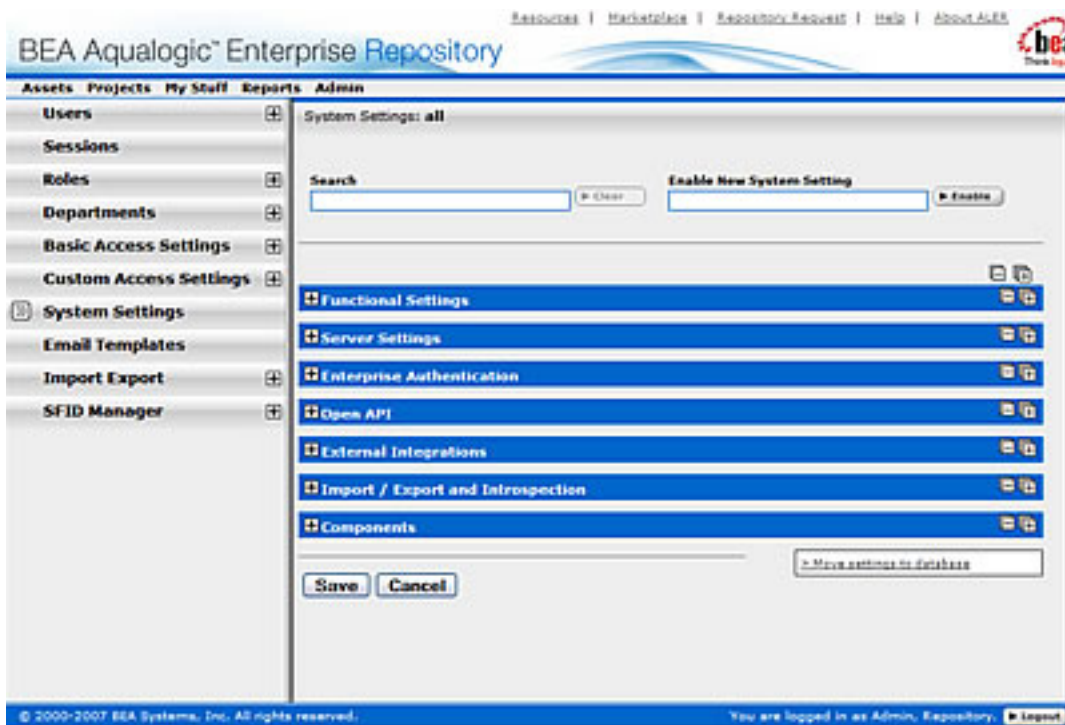 Resources | Marketplace | Repository Request | Help | About ALER
BEA Aqualogic™ Enterprise Repository
bea
Assets Projects My Stuff Reports Admin
Users
Sessions
Roles
Departments
Basic Access Settings
Custom Access Settings
System Settings
Email Templates
Import Export
SFID Manager
System Settings: all
Search
Clear
Enable New System Setting
Enable
Functional Settings
Server Settings
Enterprise Authentication
Open API
External Integrations
Import / Export and Introspection
Components
> Move settings to database
Save Cancel
© 2000-2007 BEA Systems, Inc. All rights reserved.
You are logged in as Admin, Repository.
Logout